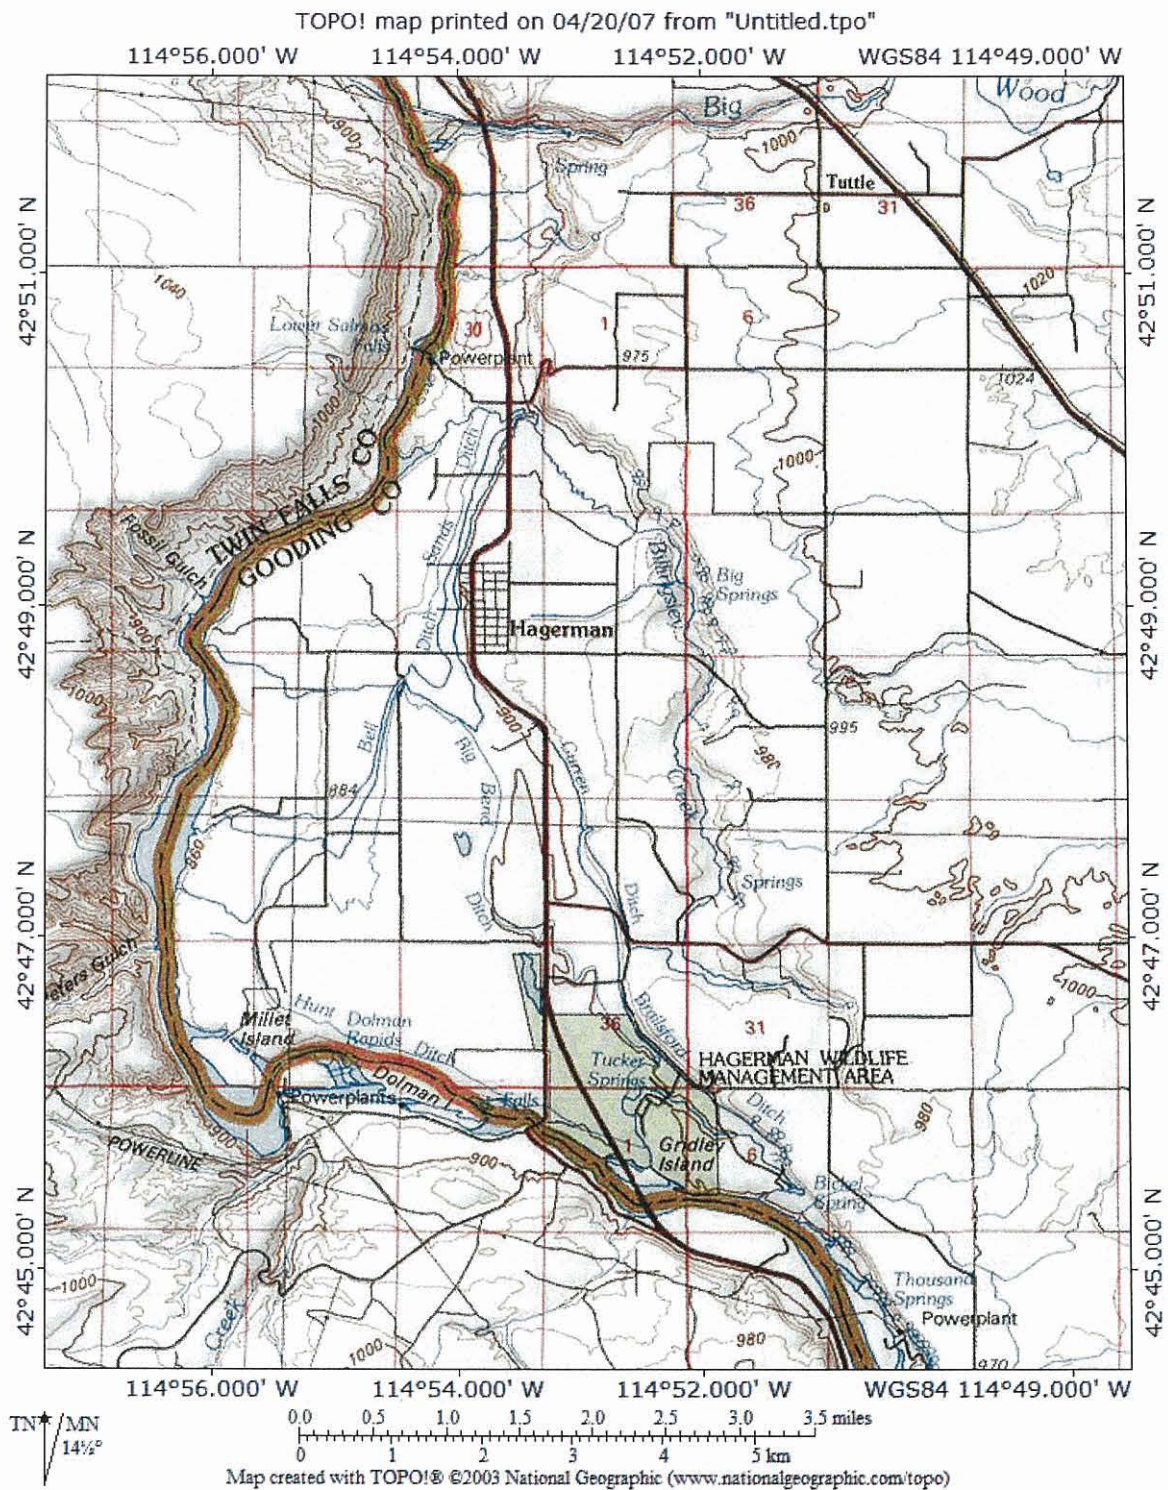 TOPO! map printed on 04/20/07 from "Untitled.tpo"
114°56.000' W 114°54.000' W 114°52.000' W WGS84 114°49.000' W
Big
Wood
900
1000
Spring
Tuttle
36
31
42°51.000' N
42°51.000' N
1040
1020
Lower Salmon
Falls
30
1
6
Powerplant
975
1024
1000
Ditch
1000
TWIN FALLS CO
GOODING CO
Fossil Gulch
Sands
Billingsley
Big
Springs
42°49.000' N
42°49.000' N
900
Ditch
Hagerman
1000
900
Bell
Big
Curren
995
980
884
Bend
Creek
860
Springs
Ditch
Ditch
42°47.000' N
42°47.000' N
Gulch
1000
Hunt Dolman
Rapids
Ditch
Millet
Island
36
31
Brailsford
Tucker
Springs
HAGERMAN WILDLIFE
MANAGEMENT AREA
Dolman
Powerplants
Falls
Ditch
980
900
POWERLINE
1
6
Gridley
Island
900
Bickel
Spring
42°45.000' N
42°45.000' N
1000
Creek
Thousand
Springs
Powerplant
980
1000
970
114°56.000' W 114°54.000' W 114°52.000' W WGS84 114°49.000' W
TN MN
14½°
0.0 0.5 1.0 1.5 2.0 2.5 3.0 3.5 miles
0 1 2 3 4 5 km
Map created with TOPO!® ©2003 National Geographic (www.nationalgeographic.com/topo)